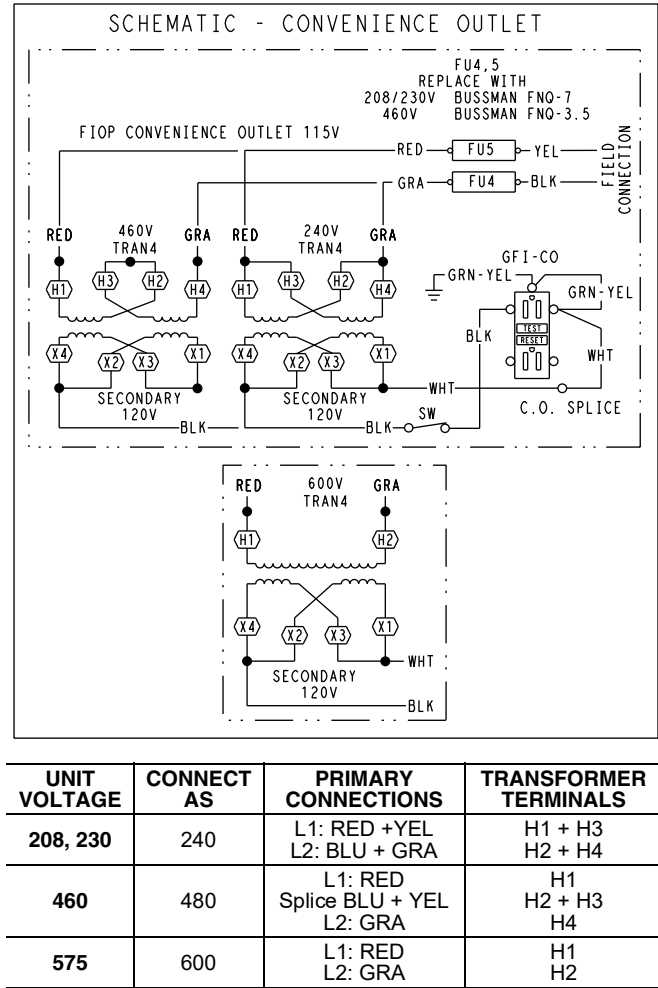 SCHEMATIC - CONVENIENCE OUTLET
FU4,5
REPLACE WITH
208/230V BUSSMAN FNQ-7
460V BUSSMAN FNQ-3.5
FIOP CONVENIENCE OUTLET 115V
RED FU5 YEL
GRA FU4 BLK
FIELD CONNECTION
RED 460V TRAN4 GRA
RED 240V TRAN4 GRA
H1 H3 H2 H4
H1 H3 H2 H4
X4 X2 X3 X1
X4 X2 X3 X1
SECONDARY
120V
SECONDARY
120V
BLK
BLK
SW
WHT
GFI-CO
GRN-YEL
GRN-YEL
BLK
TEST
RESET
WHT
C.O. SPLICE
RED 600V GRA
TRAN4
H1 H2
X4 X2 X3 X1
WHT
SECONDARY
120V
BLK
UNIT VOLTAGE
CONNECT AS
PRIMARY CONNECTIONS
TRANSFORMER TERMINALS
208, 230
240
L1: RED +YEL
L2: BLU + GRA
H1 + H3
H2 + H4
460
480
L1: RED
Splice BLU + YEL
L2: GRA
H1
H2 + H3
H4
575
600
L1: RED
L2: GRA
H1
H2